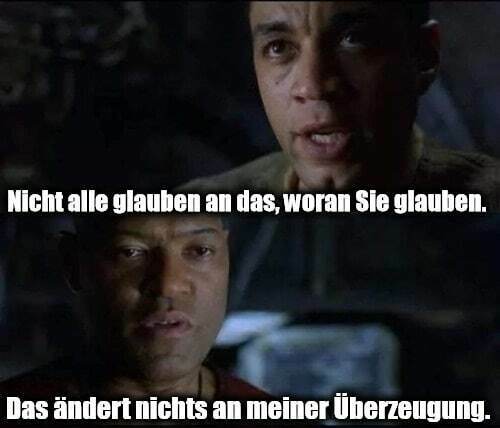 Nicht alle glauben an das, woran Sie glauben.
Das ändert nichts an meiner Überzeugung.